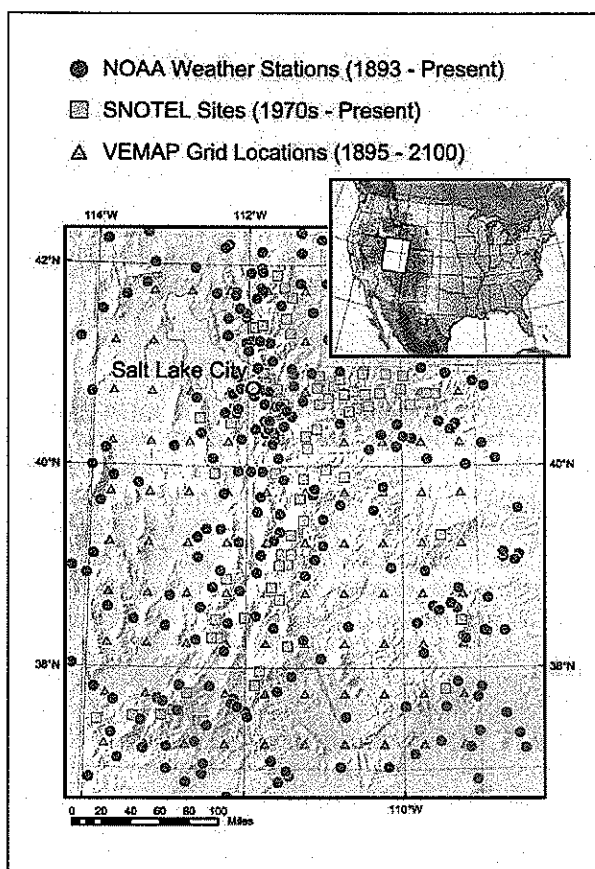 NOAA Weather Stations (1893 - Present)
SNOTEL Sites (1970s - Present)
VEMAP Grid Locations (1895 - 2100)
114°W
112°W
42°N
Salt Lake City
40°N
40°N
38°N
38°N
110°W
0 20 40 60 80 100
Miles